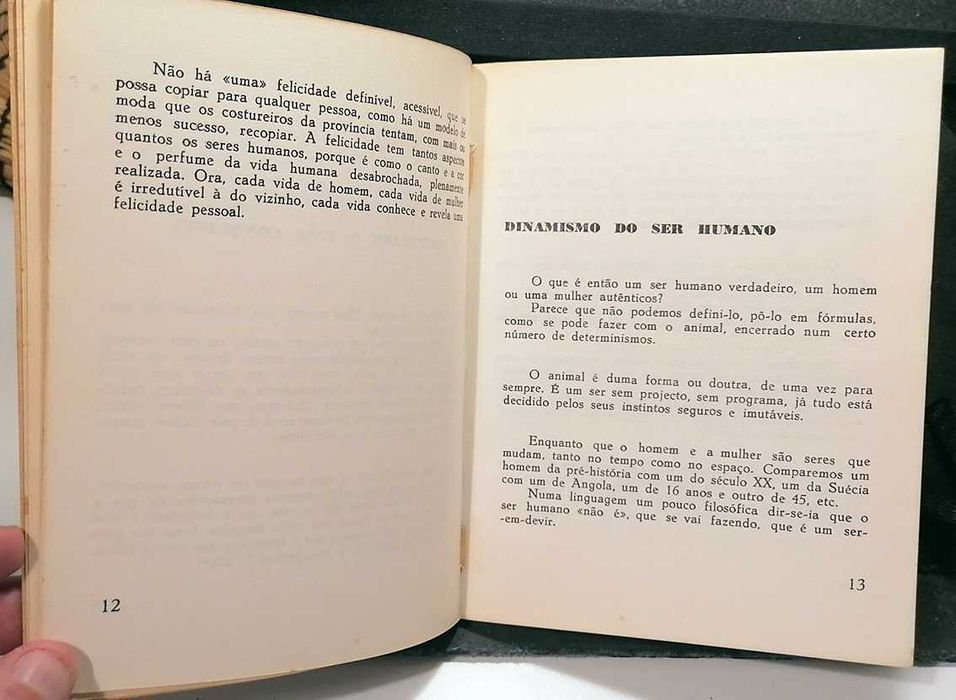 Não há «uma» felicidade definível, acessível, que se
possa copiar para qualquer pessoa, como há um modelo de
moda que os costureiros da província tentam, com mais ou
menos sucesso, recopiar. A felicidade tem tantos aspectos
quantos os seres humanos, porque é como o canto e a cor
e o perfume da vida humana desabrochada, plenamente
realizada. Ora, cada vida de homem, cada vida de mulher
é irredutível à do vizinho, cada vida conhece e revela uma
felicidade pessoal.
12
DINAMISMO DO SER HUMANO
O que é então um ser humano verdadeiro, um homem
ou uma mulher autênticos?
Parece que não podemos defini-lo, pô-lo em fórmulas,
como se pode fazer com o animal, encerrado num certo
número de determinismos.
O animal é duma forma ou doutra, de uma vez para
sempre. É um ser sem projecto, sem programa, já tudo está
decidido pelos seus instintos seguros e imutáveis.
Enquanto que o homem e a mulher são seres que
mudam, tanto no tempo como no espaço. Comparemos um
homem da pré-história com um do século XX, um da Suécia
com um de Angola, um de 16 anos e outro de 45, etc.
Numa linguagem um pouco filosófica dir-se-ia que o
ser humano «não é», que se vai fazendo, que é um ser-
-em-devir.
13